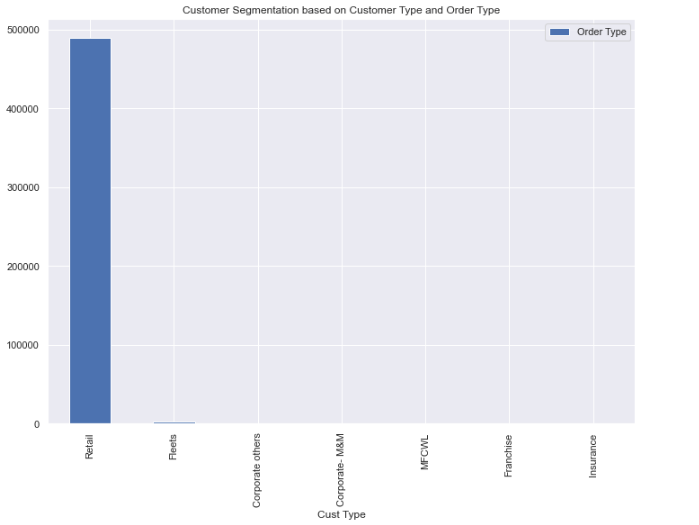 Customer Segmentation based on Customer Type and Order Type
Order Type
500000
400000
300000
200000
100000
0
Retail
Fleets
Corporate others
Corporate- M&M
MFCWL
Franchise
Insurance
Cust Type